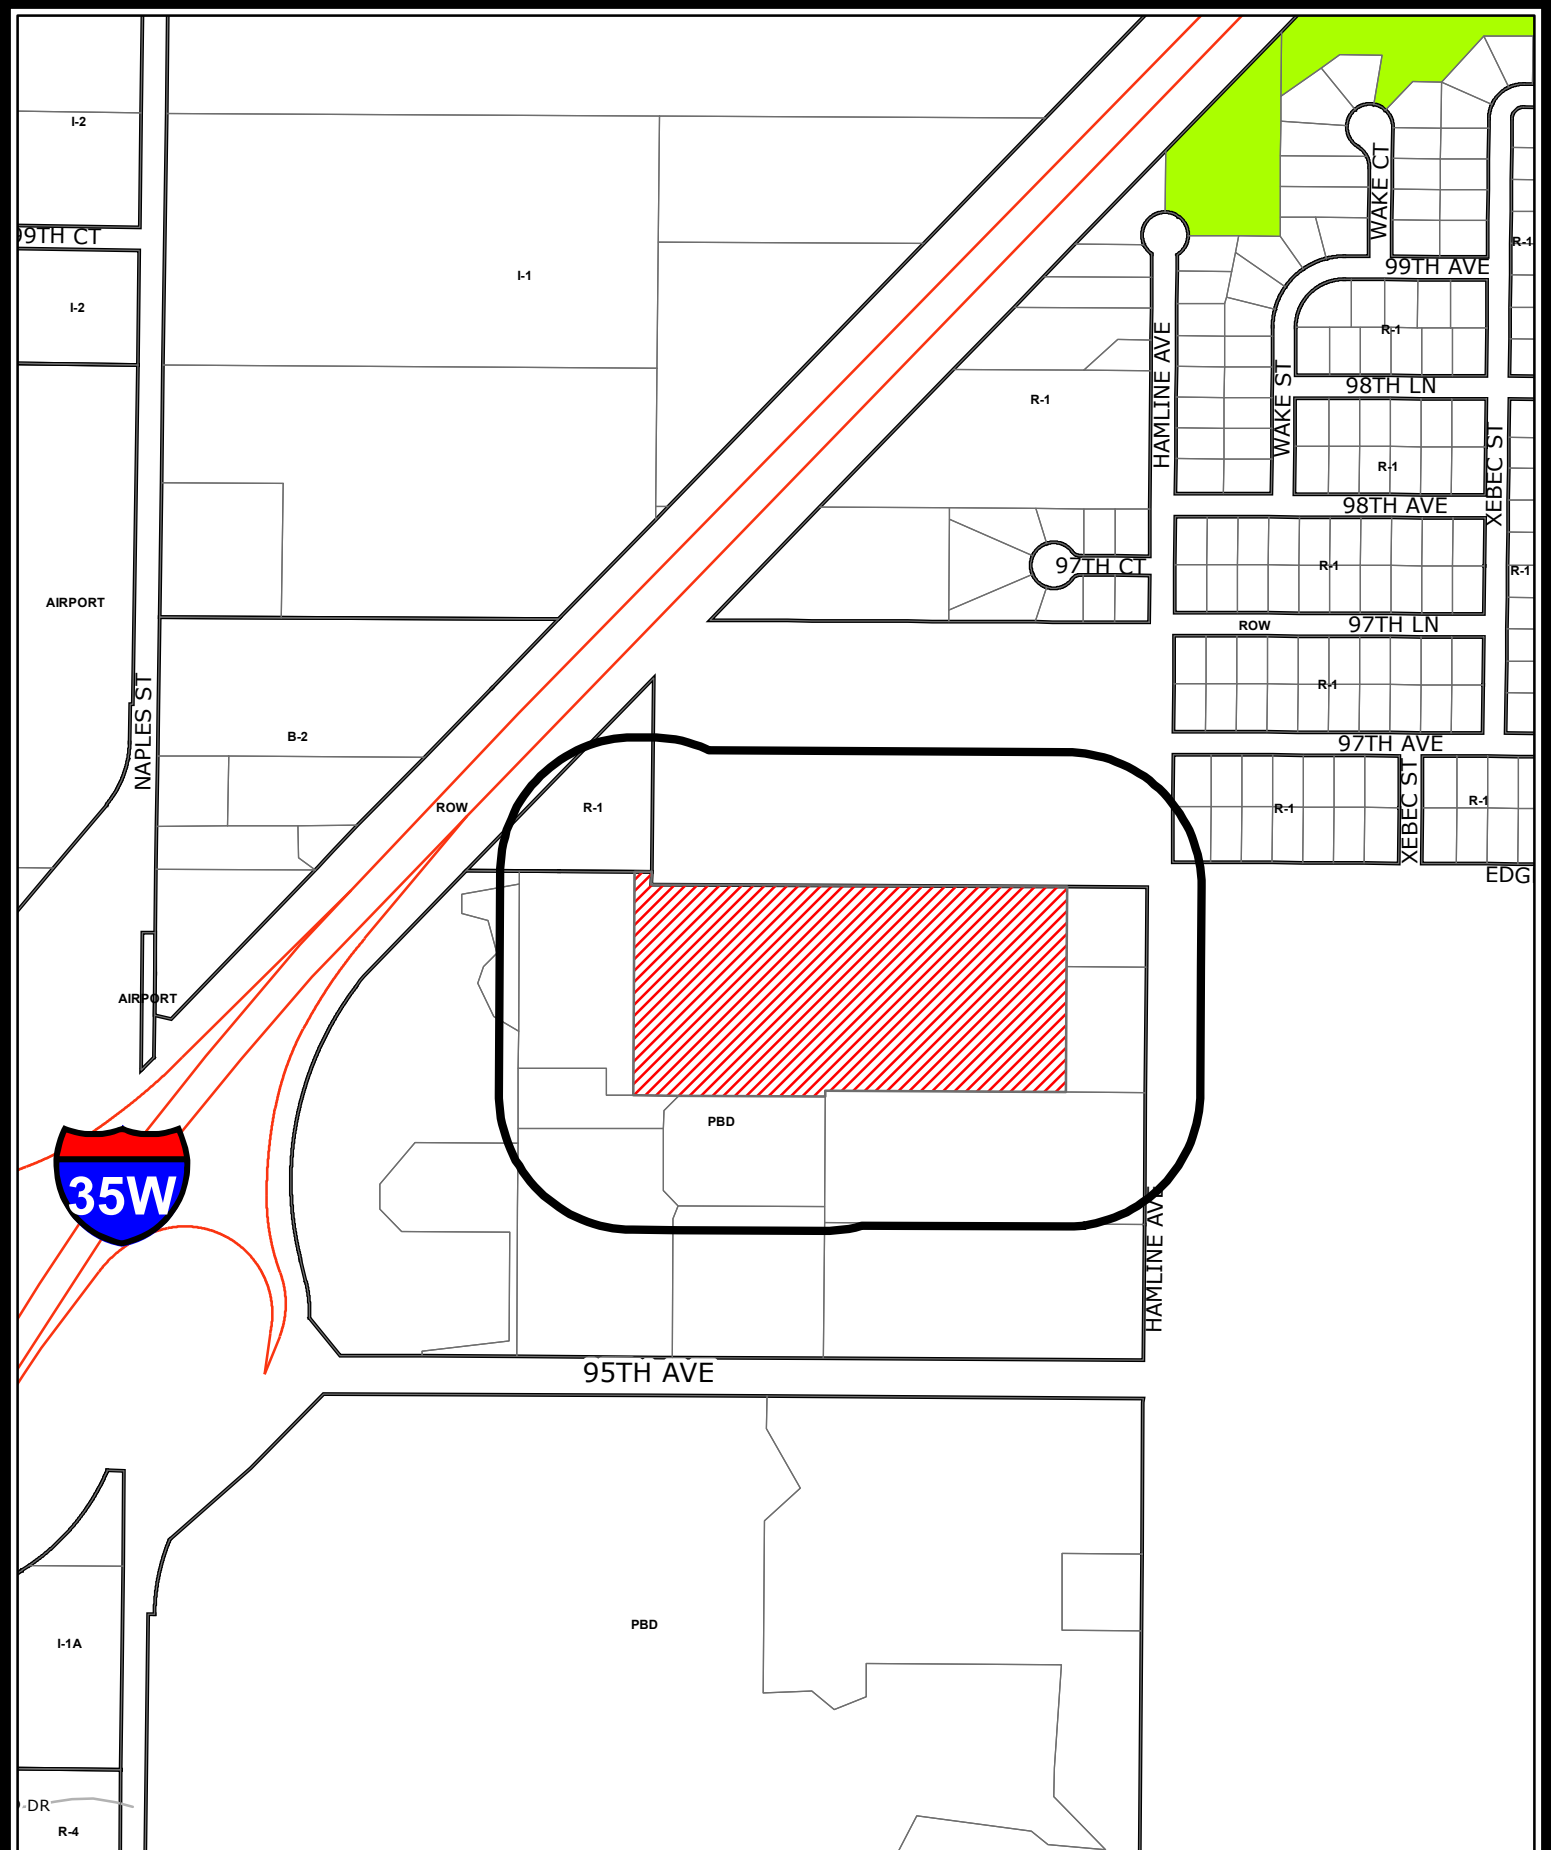 I-2
WAKE CT
99TH CT
R-1
I-1
99TH AVE
I-2
R-1
98TH LN
HAMLINE AVE
WAKE ST
R-1
R-1
XEBEC ST
98TH AVE
97TH CT
R-1
R-1
AIRPORT
ROW
97TH LN
NAPLES ST
R-1
B-2
97TH AVE
ROW
R-1
R-1
XEBEC ST
R-1
EDG
AIRPORT
PBD
35W
HAMLINE AVE
95TH AVE
PBD
I-1A
DR
R-4